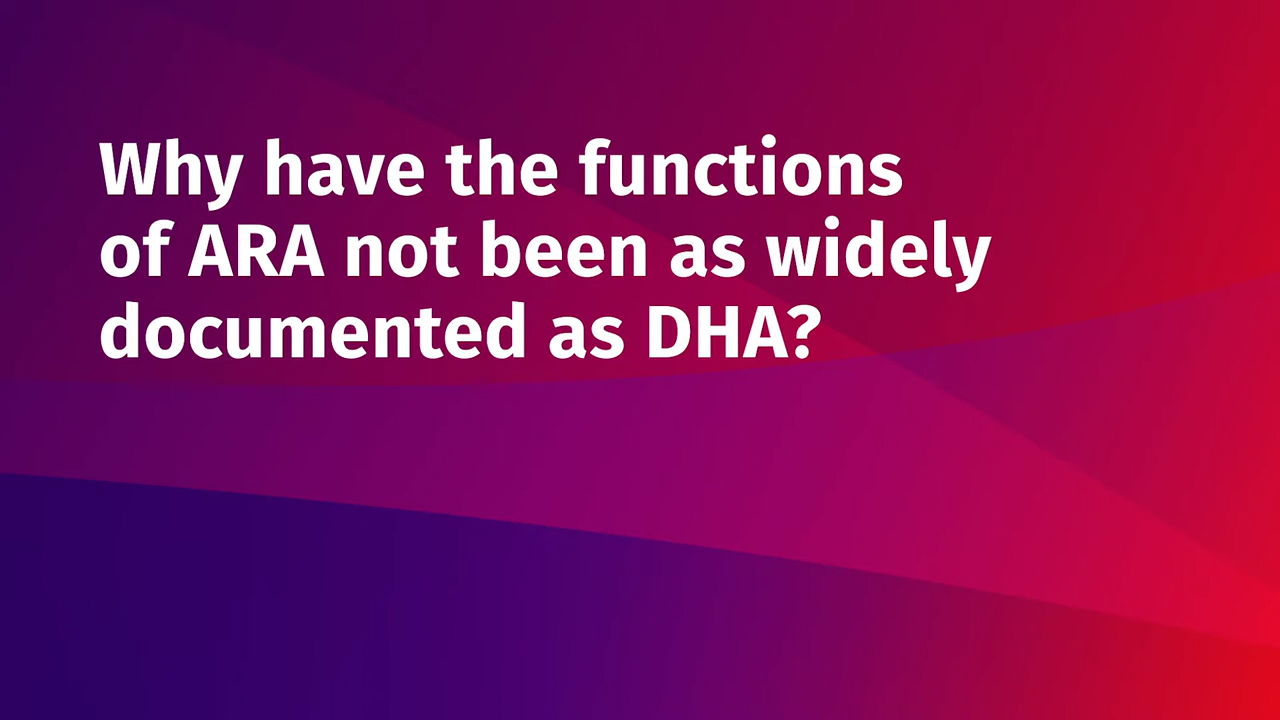 Why have the functions
of ARA not been as widely
documented as DHA?